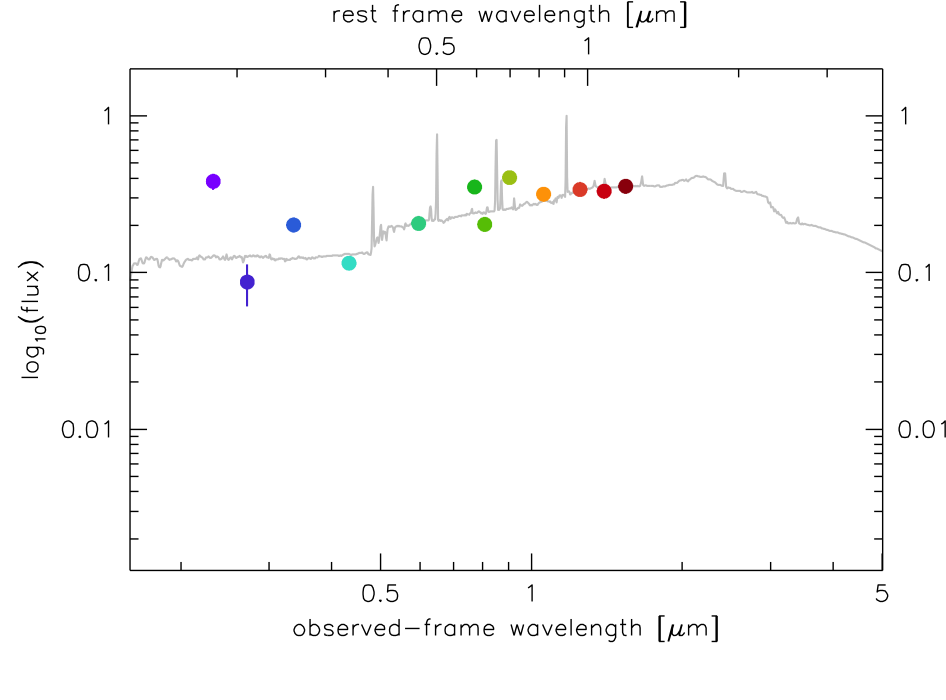 rest frame wavelength [μm]
0.5 1
1 1
0.1 0.1
log10(flux)
0.01 0.01
0.5 1 5
observed-frame wavelength [μm]